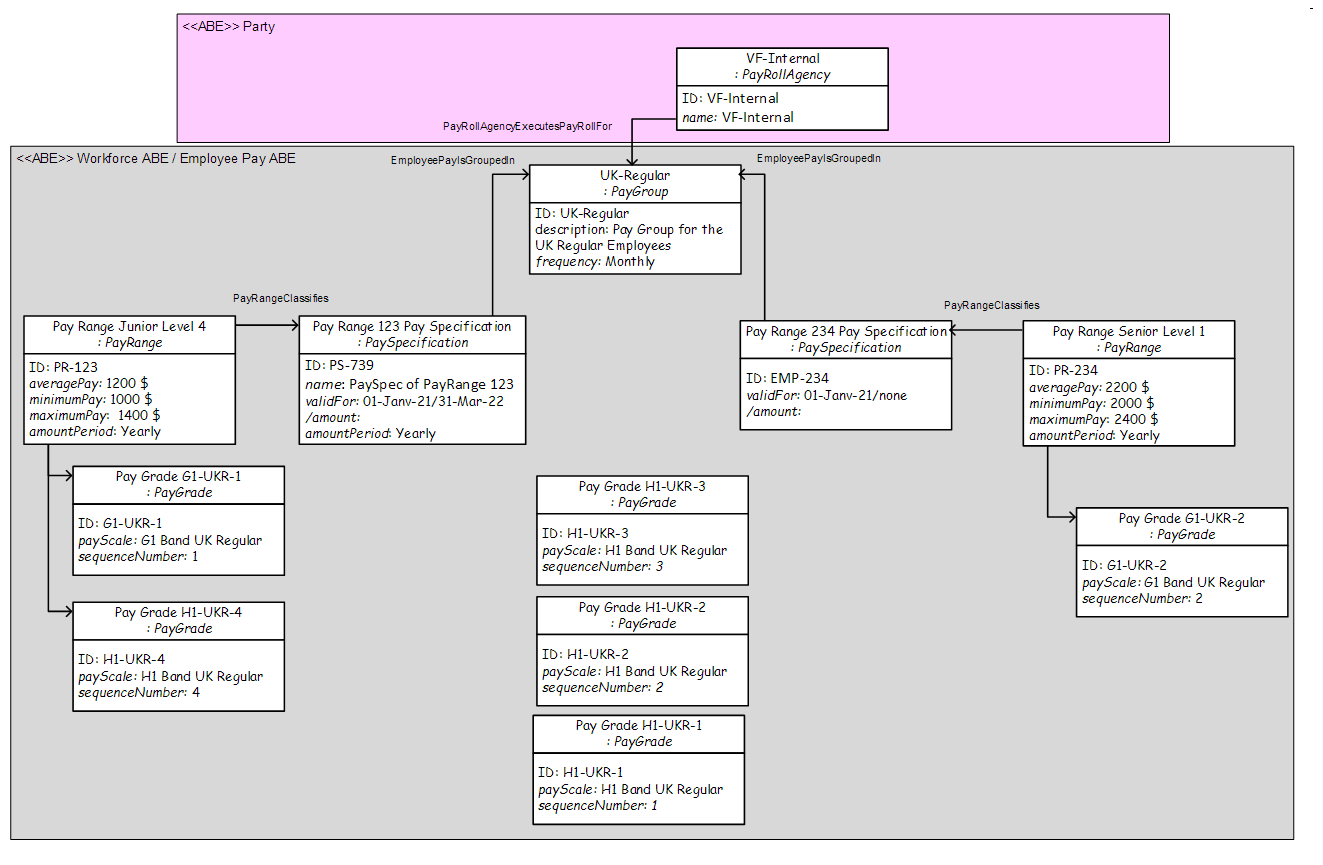 <<ABE>> Party
VF-Internal
: PayRollAgency
ID: VF-Internal
name: VF-Internal
PayRollAgencyExecutesPayRollFor
<<ABE>> Workforce ABE / Employee Pay ABE
EmployeePayIsGroupedIn
EmployeePayIsGroupedIn
UK-Regular
: PayGroup
ID: UK-Regular
description: Pay Group for the
UK Regular Employees
frequency: Monthly
PayRangeClassifies
PayRangeClassifies
Pay Range Junior Level 4
: PayRange
ID: PR-123
averagePay: 1200 $
minimumPay: 1000 $
maximumPay: 1400 $
amountPeriod: Yearly
Pay Range 123 Pay Specification
: PaySpecification
ID: PS-739
name: PaySpec of PayRange 123
validFor: 01-Janv-21/31-Mar-22
/amount:
amountPeriod: Yearly
Pay Range 234 Pay Specification
: PaySpecification
ID: EMP-234
validFor: 01-Janv-21/none
/amount:
Pay Range Senior Level 1
: PayRange
ID: PR-234
averagePay: 2200 $
minimumPay: 2000 $
maximumPay: 2400 $
amountPeriod: Yearly
Pay Grade G1-UKR-1
: PayGrade
ID: G1-UKR-1
payScale: G1 Band UK Regular
sequenceNumber: 1
Pay Grade H1-UKR-3
: PayGrade
ID: H1-UKR-3
payScale: H1 Band UK Regular
sequenceNumber: 3
Pay Grade G1-UKR-2
: PayGrade
ID: G1-UKR-2
payScale: G1 Band UK Regular
sequenceNumber: 2
Pay Grade H1-UKR-4
: PayGrade
ID: H1-UKR-4
payScale: H1 Band UK Regular
sequenceNumber: 4
Pay Grade H1-UKR-2
: PayGrade
ID: H1-UKR-2
payScale: H1 Band UK Regular
sequenceNumber: 2
Pay Grade H1-UKR-1
: PayGrade
ID: H1-UKR-1
payScale: H1 Band UK Regular
sequenceNumber: 1